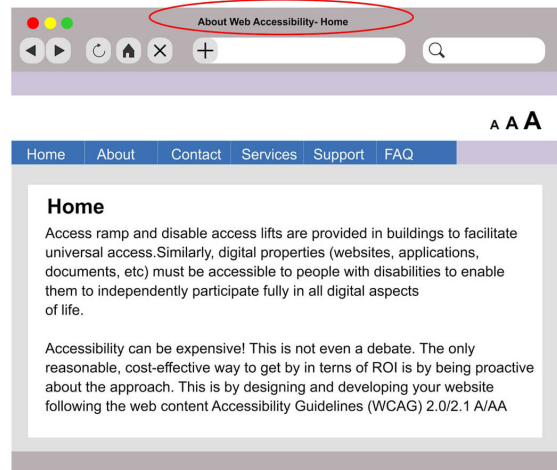 About Web Accessibility- Home
A A A
Home About Contact Services Support FAQ
Home
Access ramp and disable access lifts are provided in buildings to facilitate
universal access.Similarly, digital properties (websites, applications,
documents, etc) must be accessible to people with disabilities to enable
them to independently participate fully in all digital aspects
of life.
Accessibility can be expensive! This is not even a debate. The only
reasonable, cost-effective way to get by in terns of ROI is by being proactive
about the approach. This is by designing and developing your website
following the web content Accessibility Guidelines (WCAG) 2.0/2.1 A/AA